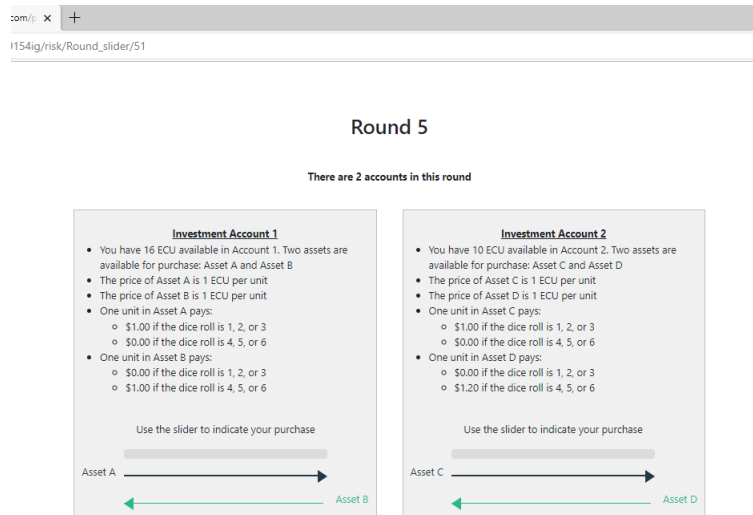 com/p × +
9154ig/risk/Round_slider/51
Round 5
There are 2 accounts in this round
Investment Account 1
• You have 16 ECU available in Account 1. Two assets are
available for purchase: Asset A and Asset B
• The price of Asset A is 1 ECU per unit
• The price of Asset B is 1 ECU per unit
• One unit in Asset A pays:
$1.00 if the dice roll is 1, 2, or 3
$0.00 if the dice roll is 4, 5, or 6
• One unit in Asset B pays:
$0.00 if the dice roll is 1, 2, or 3
$1.00 if the dice roll is 4, 5, or 6
Use the slider to indicate your purchase
Asset A
Asset B
Investment Account 2
• You have 10 ECU available in Account 2. Two assets are
available for purchase: Asset C and Asset D
• The price of Asset C is 1 ECU per unit
• The price of Asset D is 1 ECU per unit
• One unit in Asset C pays:
$1.00 if the dice roll is 1, 2, or 3
$0.00 if the dice roll is 4, 5, or 6
• One unit in Asset D pays:
$0.00 if the dice roll is 1, 2, or 3
$1.20 if the dice roll is 4, 5, or 6
Use the slider to indicate your purchase
Asset C
Asset D